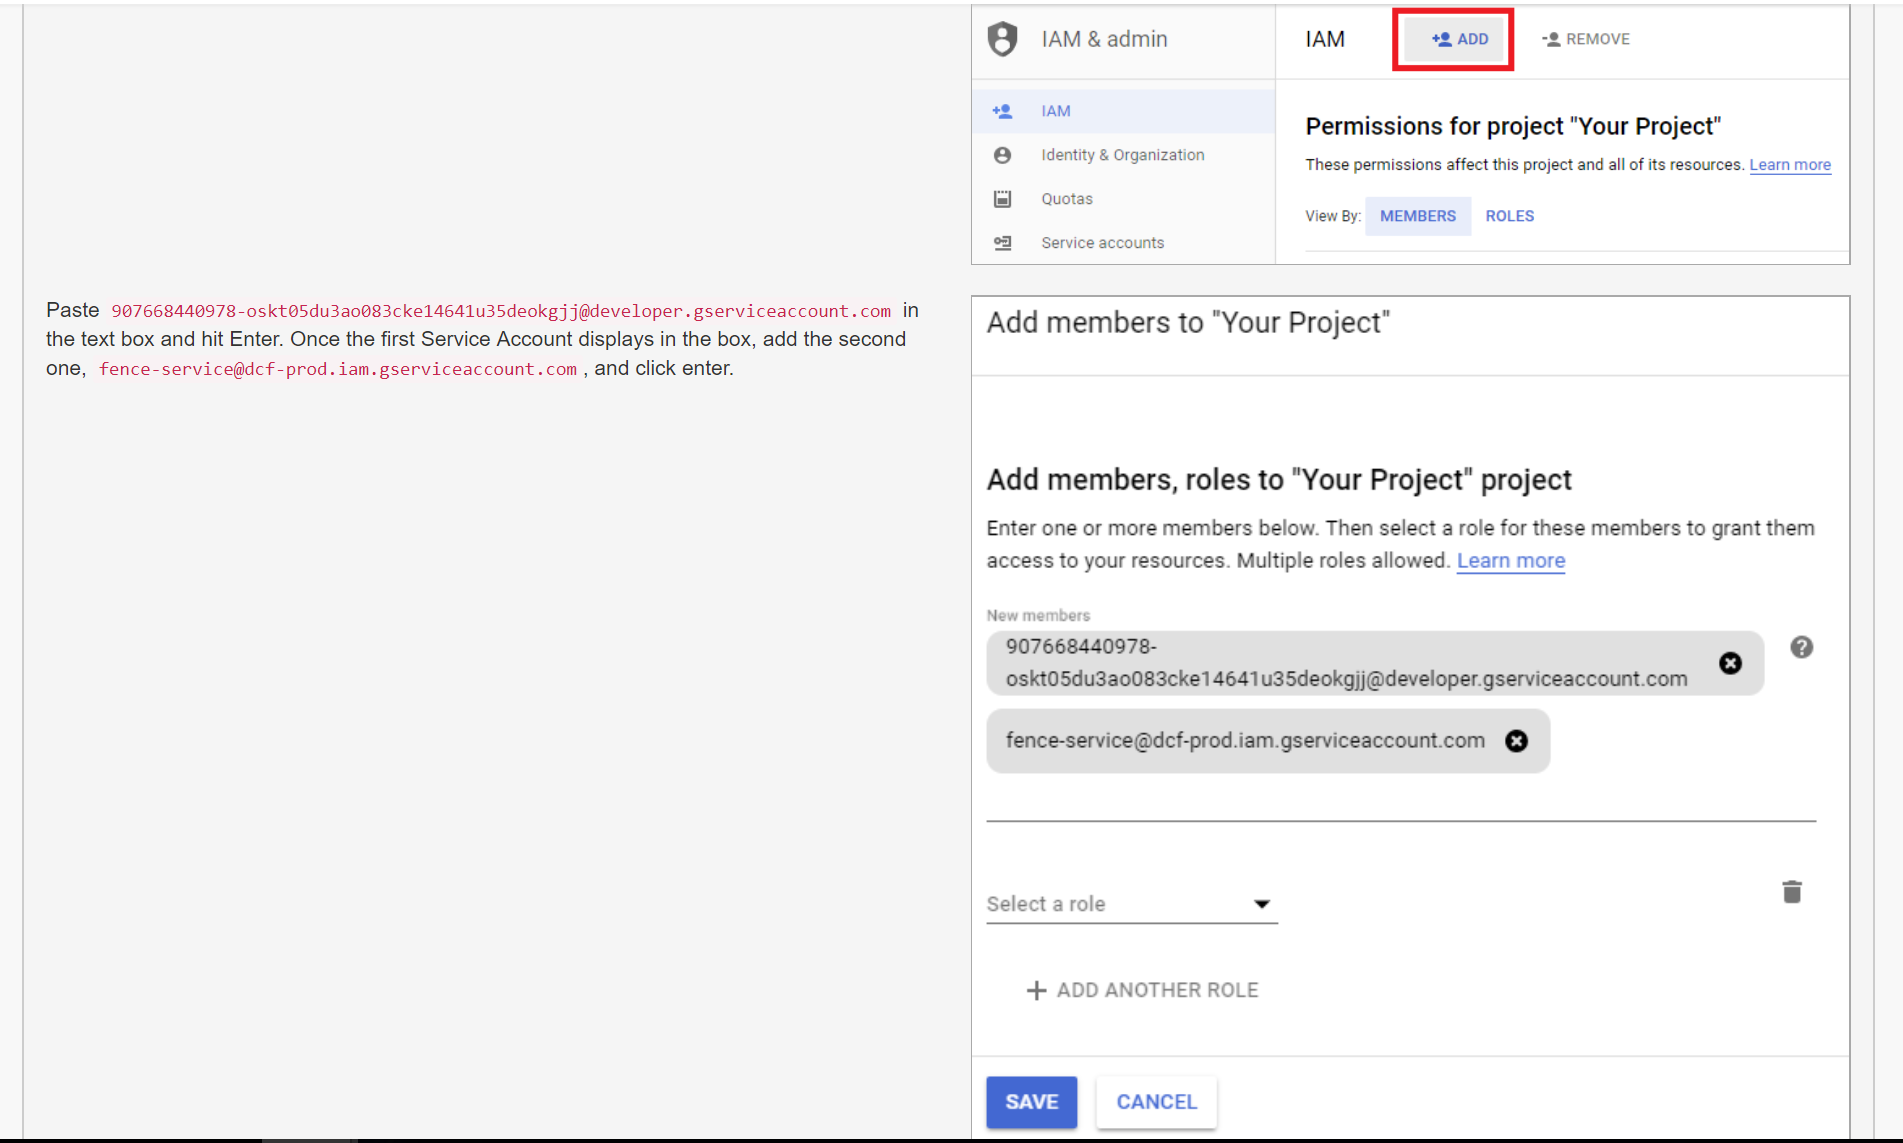 IAM & admin
IAM
ADD
REMOVE
IAM
Identity & Organization
Quotas
Service accounts
Permissions for project "Your Project"
These permissions affect this project and all of its resources. Learn more
View By: MEMBERS ROLES
Paste 907668440978-oskt05du3ao083cke14641u35deokgjj@developer.gserviceaccount.com in
the text box and hit Enter. Once the first Service Account displays in the box, add the second
one, fence-service@dcf-prod.iam.gserviceaccount.com , and click enter.
Add members to "Your Project"
Add members, roles to "Your Project" project
Enter one or more members below. Then select a role for these members to grant them
access to your resources. Multiple roles allowed. Learn more
New members
907668440978-
oskt05du3ao083cke14641u35deokgjj@developer.gserviceaccount.com
fence-service@dcf-prod.iam.gserviceaccount.com
Select a role
ADD ANOTHER ROLE
SAVE
CANCEL